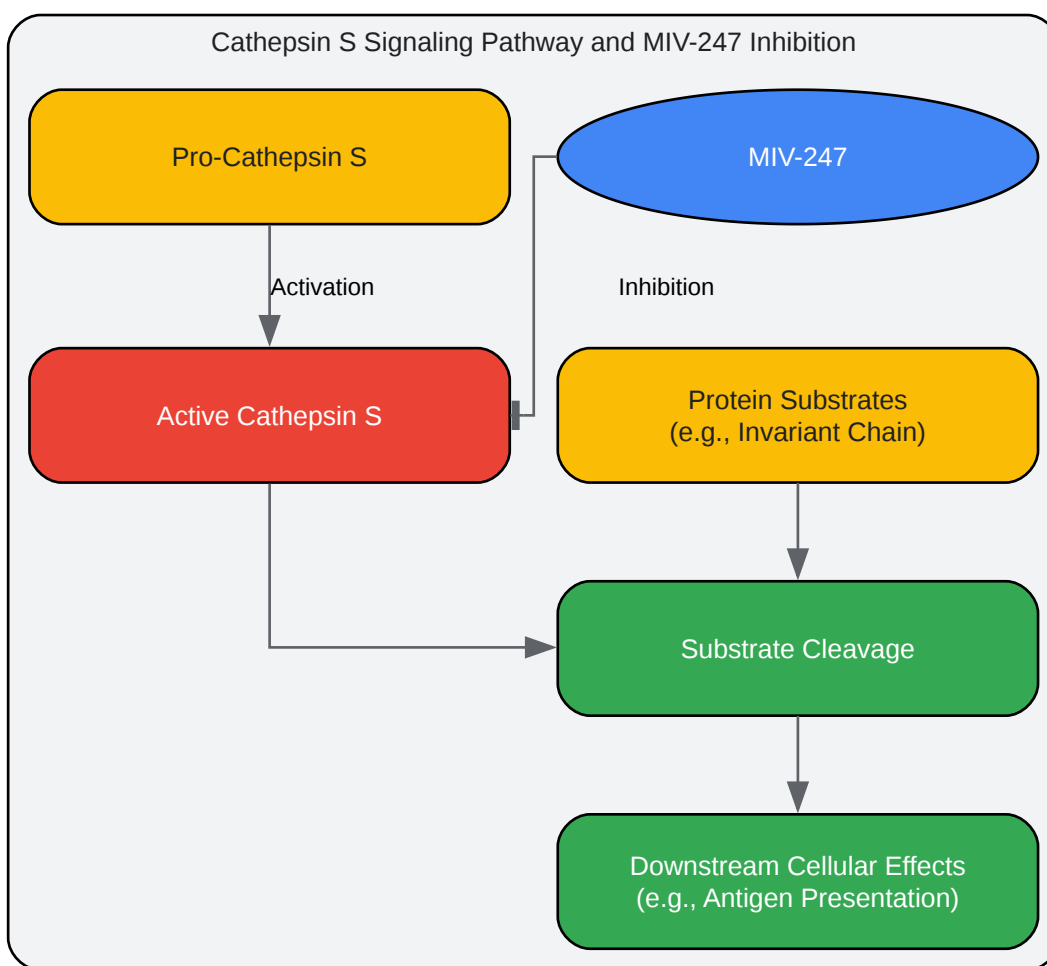 Cathepsin S Signaling Pathway and MIV-247 Inhibition
Pro-Cathepsin S
MIV-247
Activation
Inhibition
Active Cathepsin S
Protein Substrates
(e.g., Invariant Chain)
Substrate Cleavage
Downstream Cellular Effects
(e.g., Antigen Presentation)